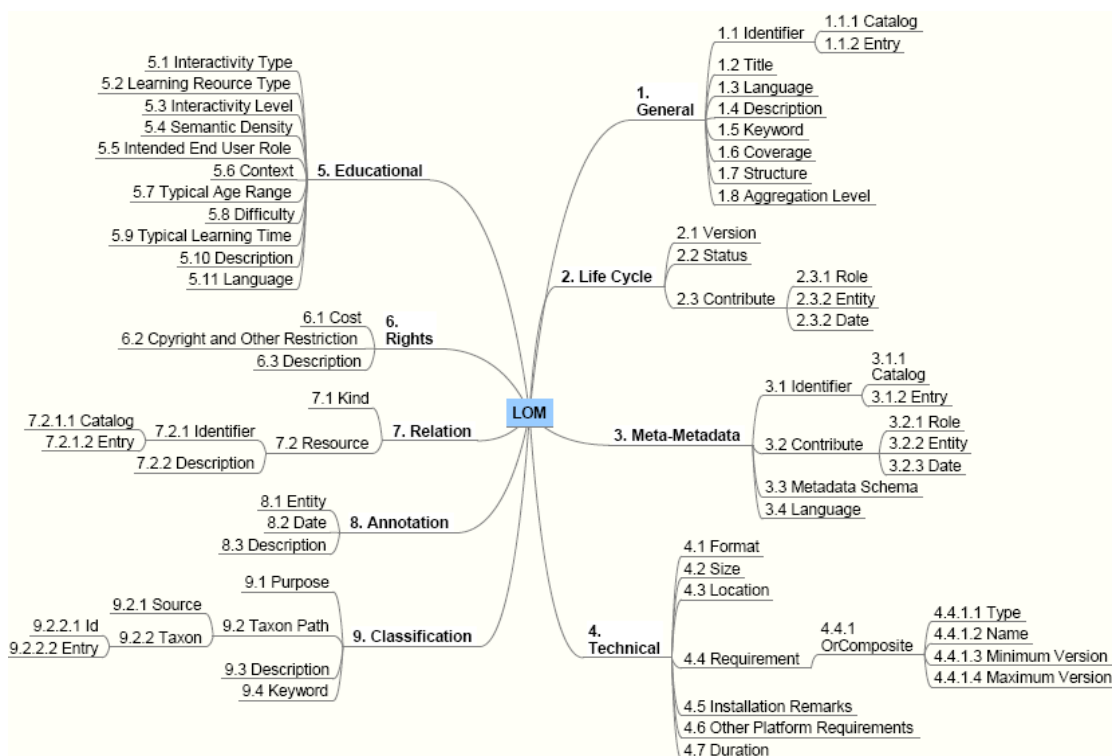 LOM
1.
General
1.1 Identifier
1.1.1 Catalog
1.1.2 Entry
1.2 Title
1.3 Language
1.4 Description
1.5 Keyword
1.6 Coverage
1.7 Structure
1.8 Aggregation Level
2. Life Cycle
2.1 Version
2.2 Status
2.3 Contribute
2.3.1 Role
2.3.2 Entity
2.3.2 Date
3. Meta-Metadata
3.1 Identifier
3.1.1
Catalog
3.1.2 Entry
3.2 Contribute
3.2.1 Role
3.2.2 Entity
3.2.3 Date
3.3 Metadata Schema
3.4 Language
4.
Technical
4.1 Format
4.2 Size
4.3 Location
4.4 Requirement
4.4.1
OrComposite
4.4.1.1 Type
4.4.1.2 Name
4.4.1.3 Minimum Version
4.4.1.4 Maximum Version
4.5 Installation Remarks
4.6 Other Platform Requirements
4.7 Duration
5. Educational
5.1 Interactivity Type
5.2 Learning Reource Type
5.3 Interactivity Level
5.4 Semantic Density
5.5 Intended End User Role
5.6 Context
5.7 Typical Age Range
5.8 Difficulty
5.9 Typical Learning Time
5.10 Description
5.11 Language
6.
Rights
6.1 Cost
6.2 Cpyright and Other Restriction
6.3 Description
7. Relation
7.1 Kind
7.2 Resource
7.2.1 Identifier
7.2.1.1 Catalog
7.2.1.2 Entry
7.2.2 Description
8. Annotation
8.1 Entity
8.2 Date
8.3 Description
9. Classification
9.1 Purpose
9.2 Taxon Path
9.2.1 Source
9.2.2 Taxon
9.2.2.1 Id
9.2.2.2 Entry
9.3 Description
9.4 Keyword